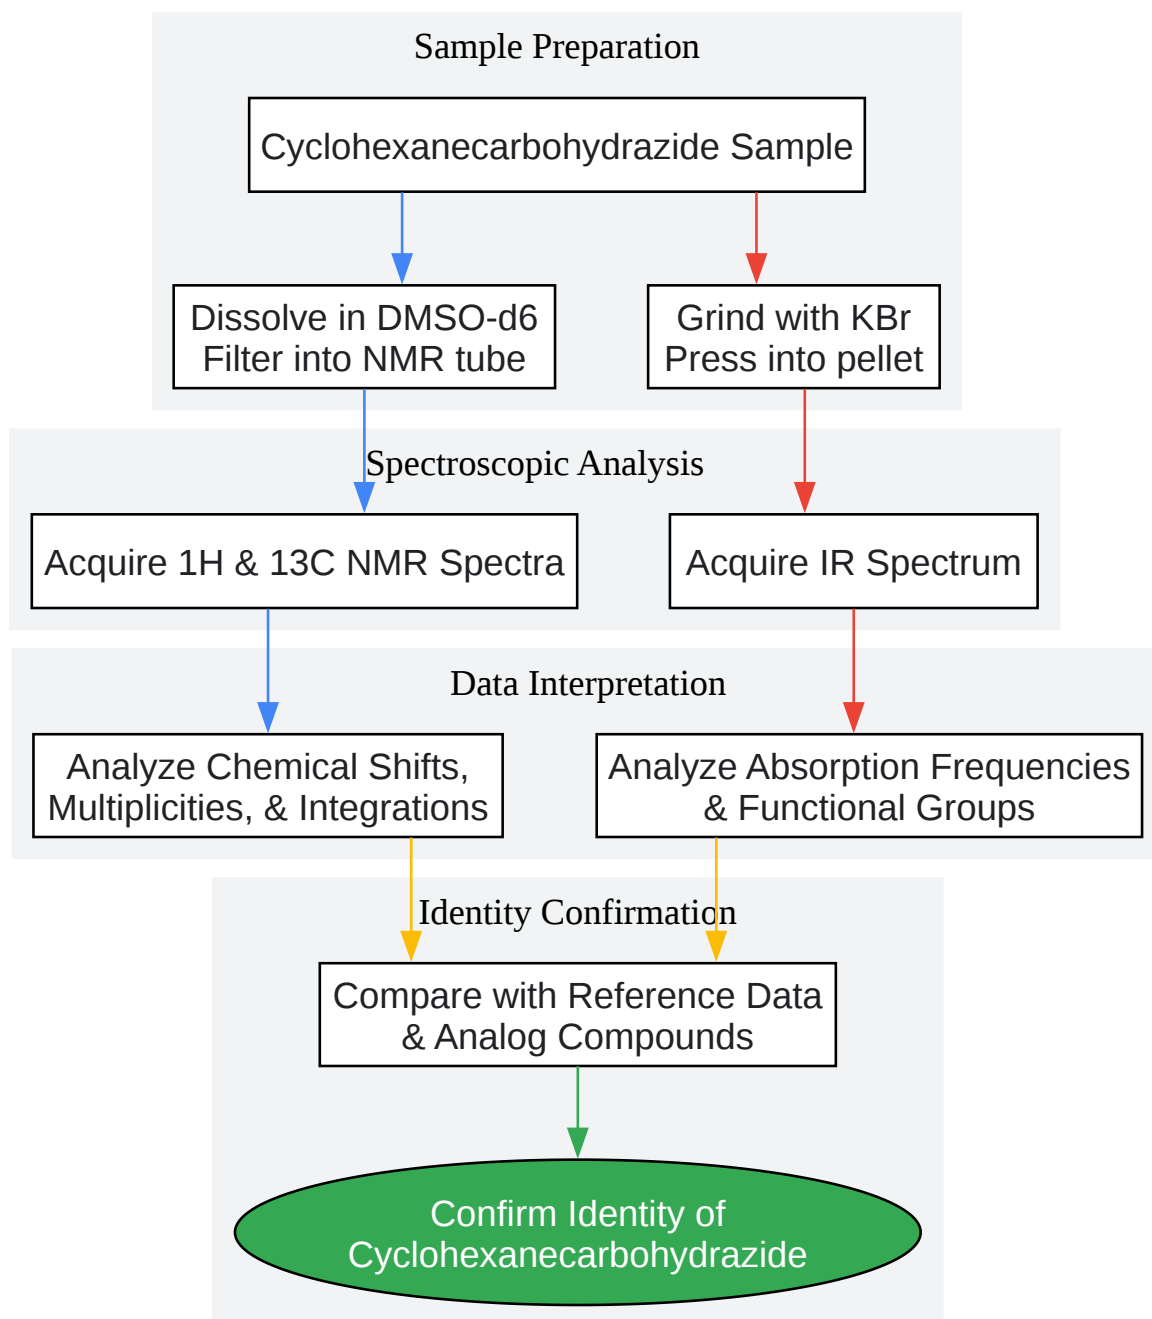 Sample Preparation
Cyclohexanecarbohydrazide Sample
Dissolve in DMSO-d6
Filter into NMR tube
Grind with KBr
Press into pellet
Spectroscopic Analysis
Acquire 1H & 13C NMR Spectra
Acquire IR Spectrum
Data Interpretation
Analyze Chemical Shifts,
Multiplicities, & Integrations
Analyze Absorption Frequencies
& Functional Groups
Identity Confirmation
Compare with Reference Data
& Analog Compounds
Confirm Identity of
Cyclohexanecarbohydrazide